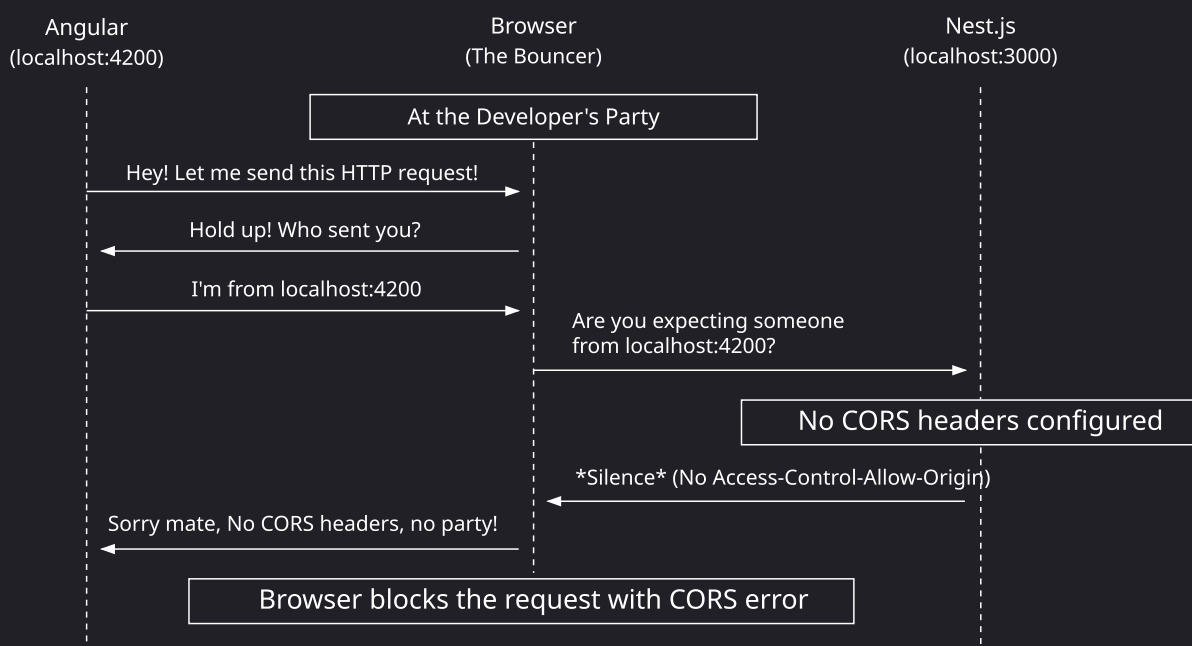 Angular
(localhost:4200)
Browser
(The Bouncer)
Nest.js
(localhost:3000)
At the Developer's Party
Hey! Let me send this HTTP request!
Hold up! Who sent you?
I'm from localhost:4200
Are you expecting someone
from localhost:4200?
No CORS headers configured
*Silence* (No Access-Control-Allow-Origin)
Sorry mate, No CORS headers, no party!
Browser blocks the request with CORS error